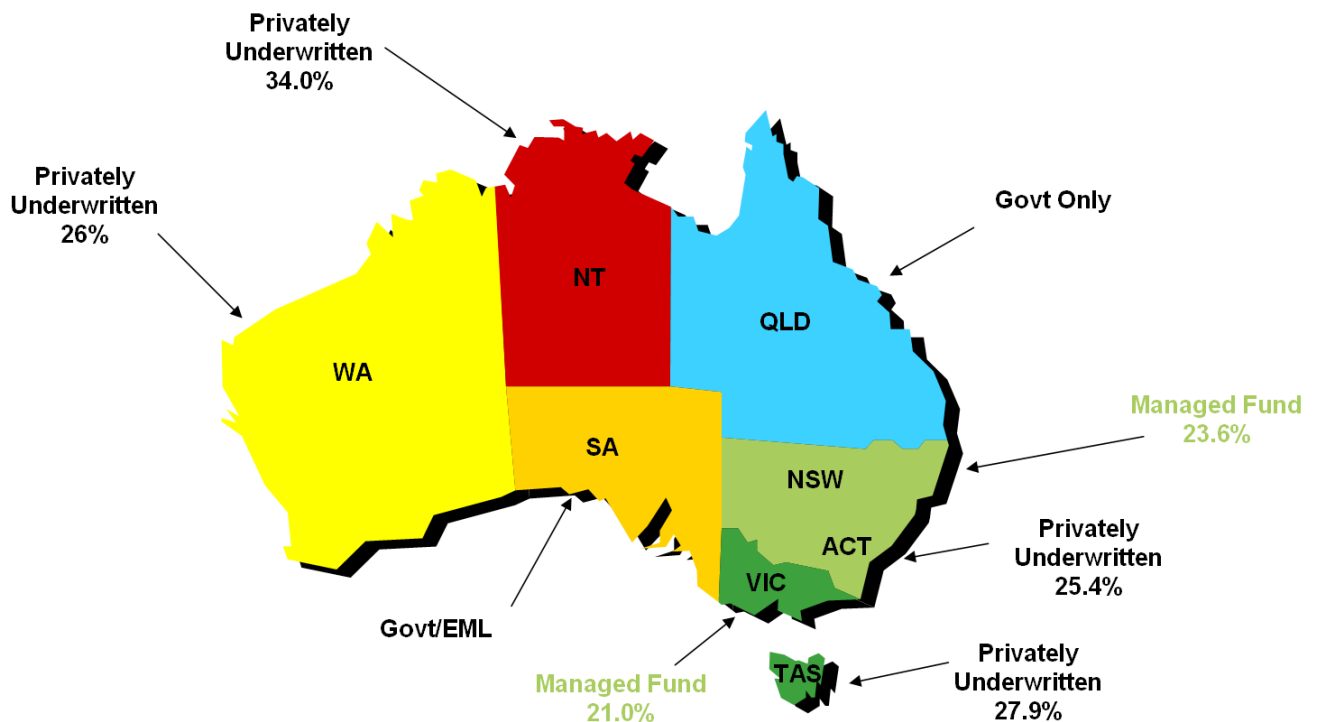 Privately
Underwritten
34.0%
Privately
Underwritten
26%
Govt Only
NT
QLD
WA
Managed Fund
23.6%
SA
NSW
Privately
Underwritten
25.4%
ACT
VIC
Govt/EML
Managed Fund
21.0%
TAS
Privately
Underwritten
27.9%